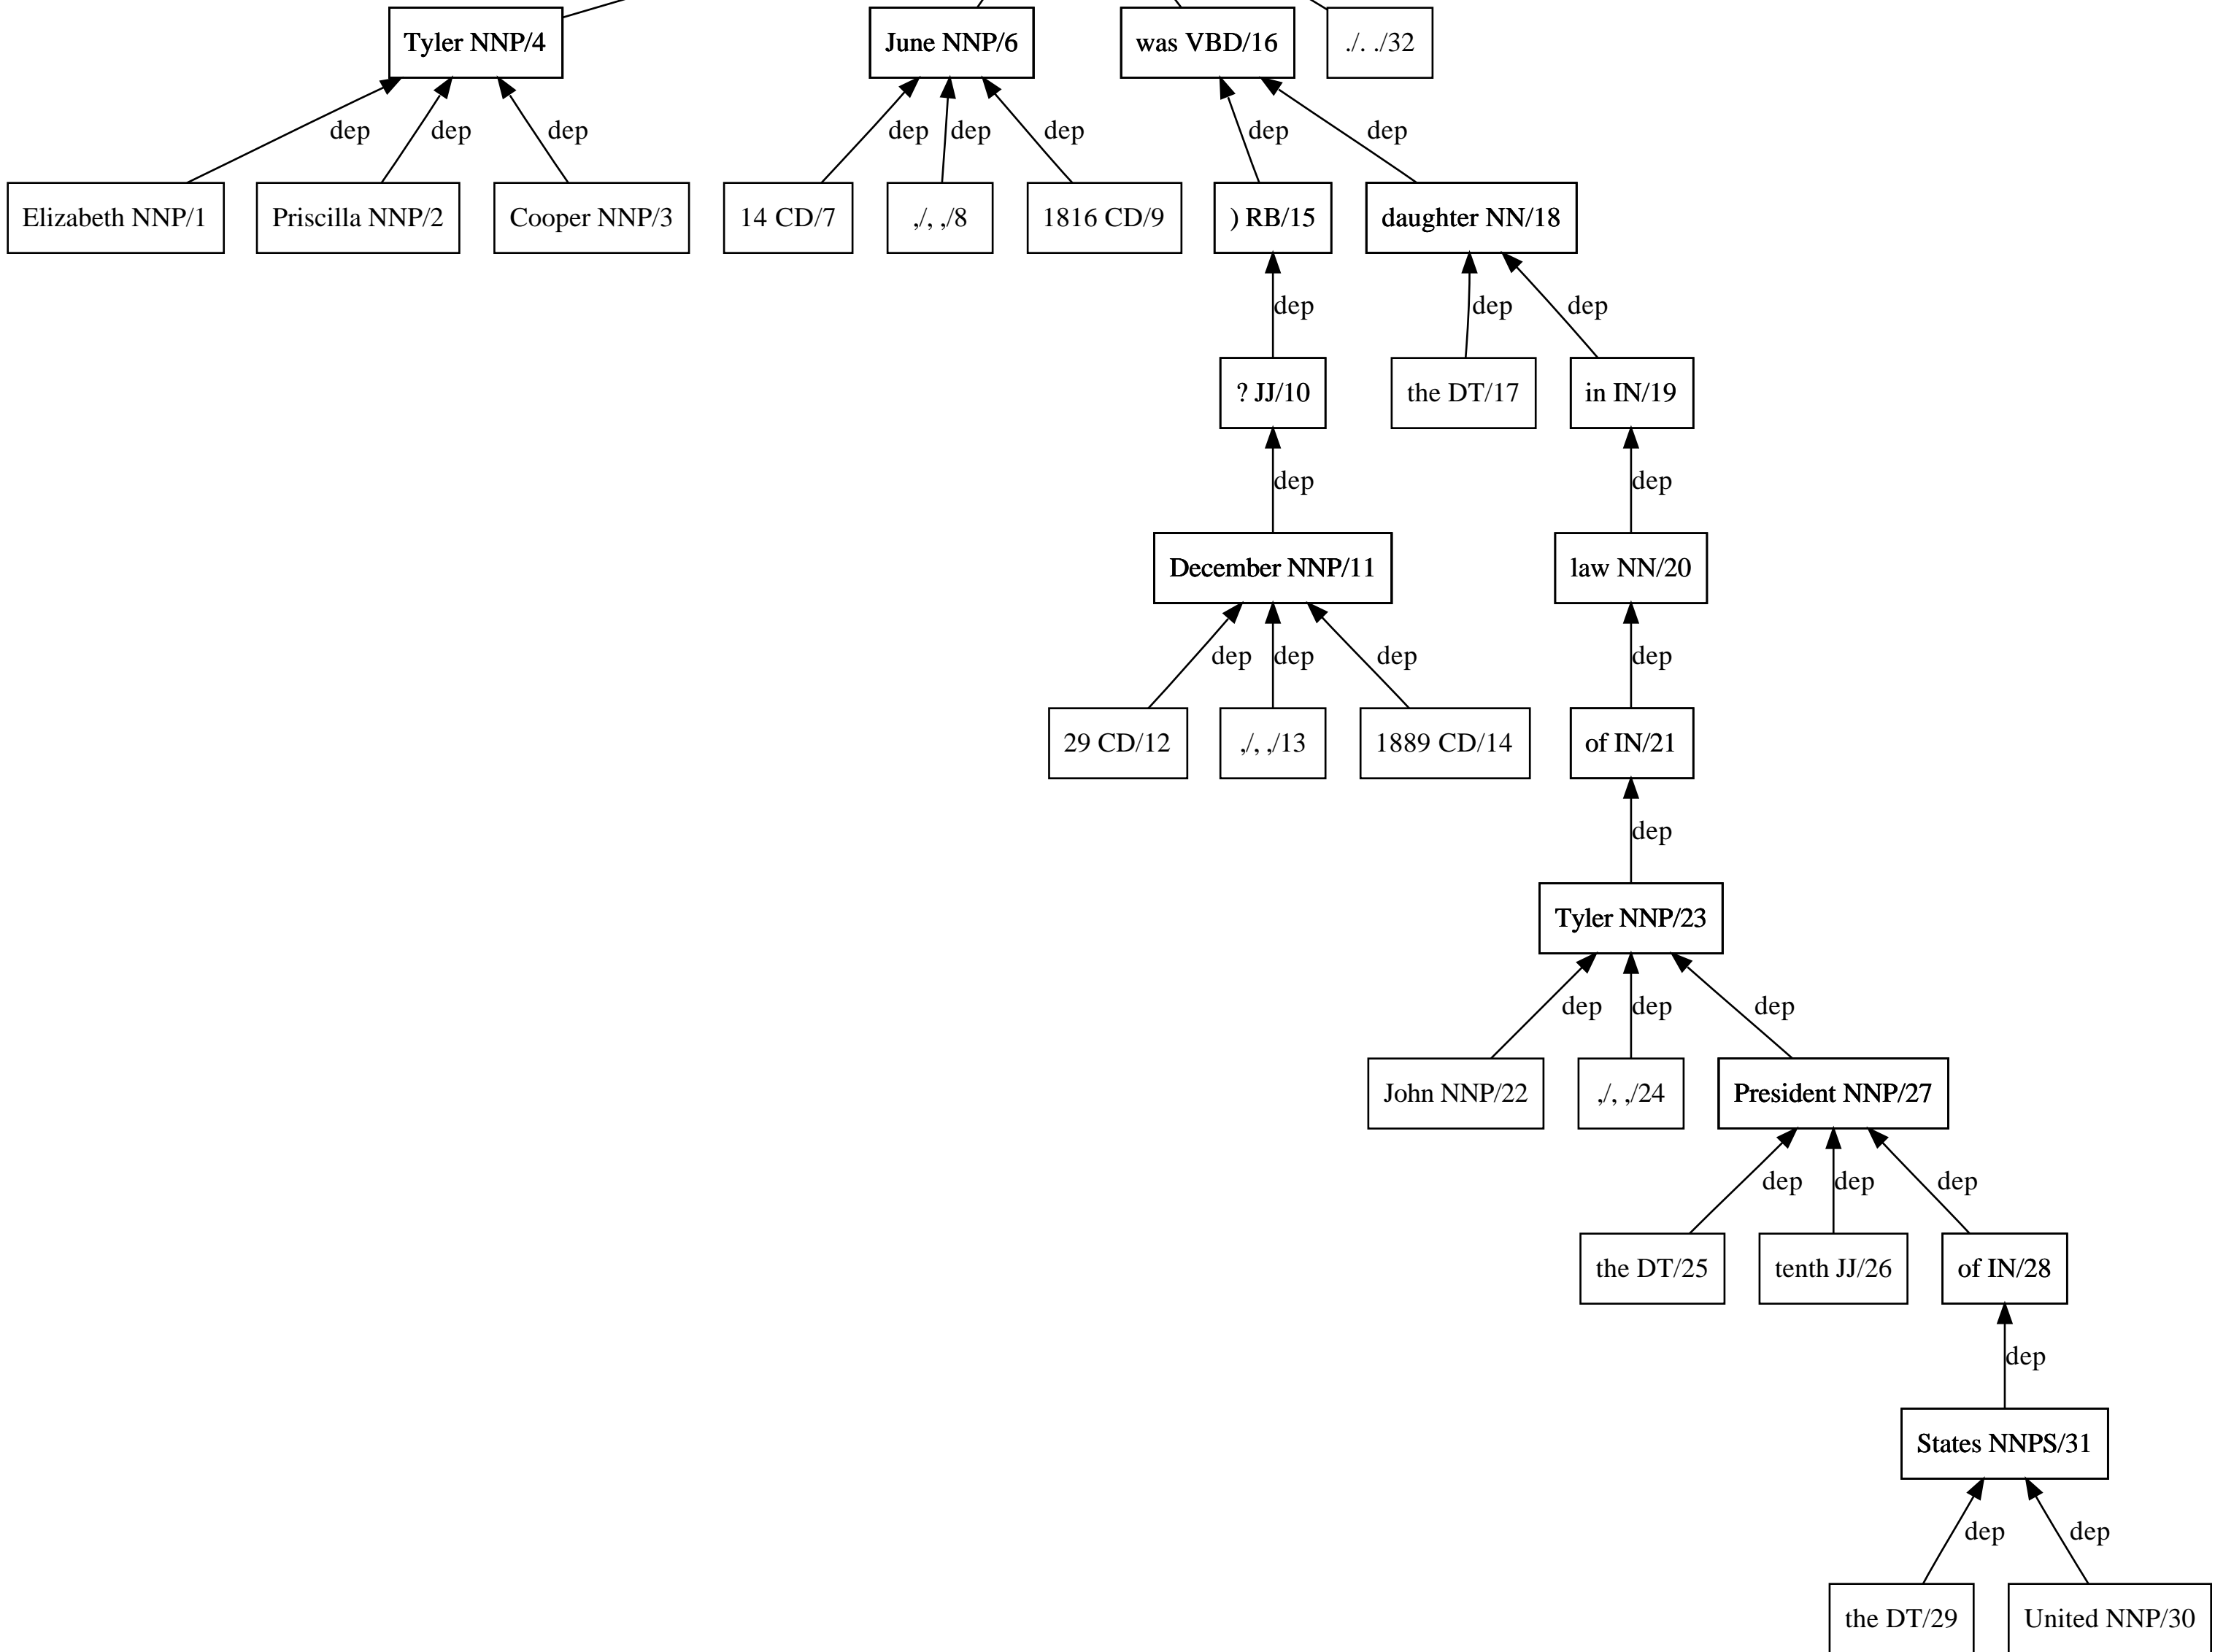 Tyler NNP/4 June NNP/6 was VBD/16 ./. ./32
dep dep dep dep dep dep dep dep
Elizabeth NNP/1 Priscilla NNP/2 Cooper NNP/3 14 CD/7 ,/, ,/8 1816 CD/9 ) RB/15 daughter NN/18
dep dep dep
? JJ/10 the DT/17 in IN/19
dep dep
December NNP/11 law NN/20
dep dep dep dep
29 CD/12 ,/, ,/13 1889 CD/14 of IN/21
dep
Tyler NNP/23
dep dep dep
John NNP/22 ,/, ,/24 President NNP/27
dep dep dep
the DT/25 tenth JJ/26 of IN/28
dep
States NNPS/31
dep dep
the DT/29 United NNP/30